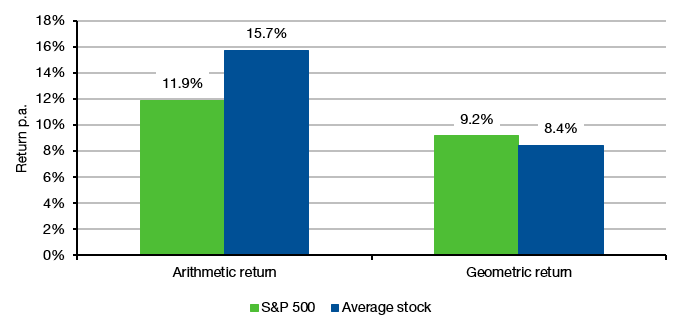 18%
16%
14%
12%
10%
8%
6%
4%
2%
0%
Return p.a.
15.7%
11.9%
9.2%
8.4%
Arithmetic return
Geometric return
S&P 500
Average stock